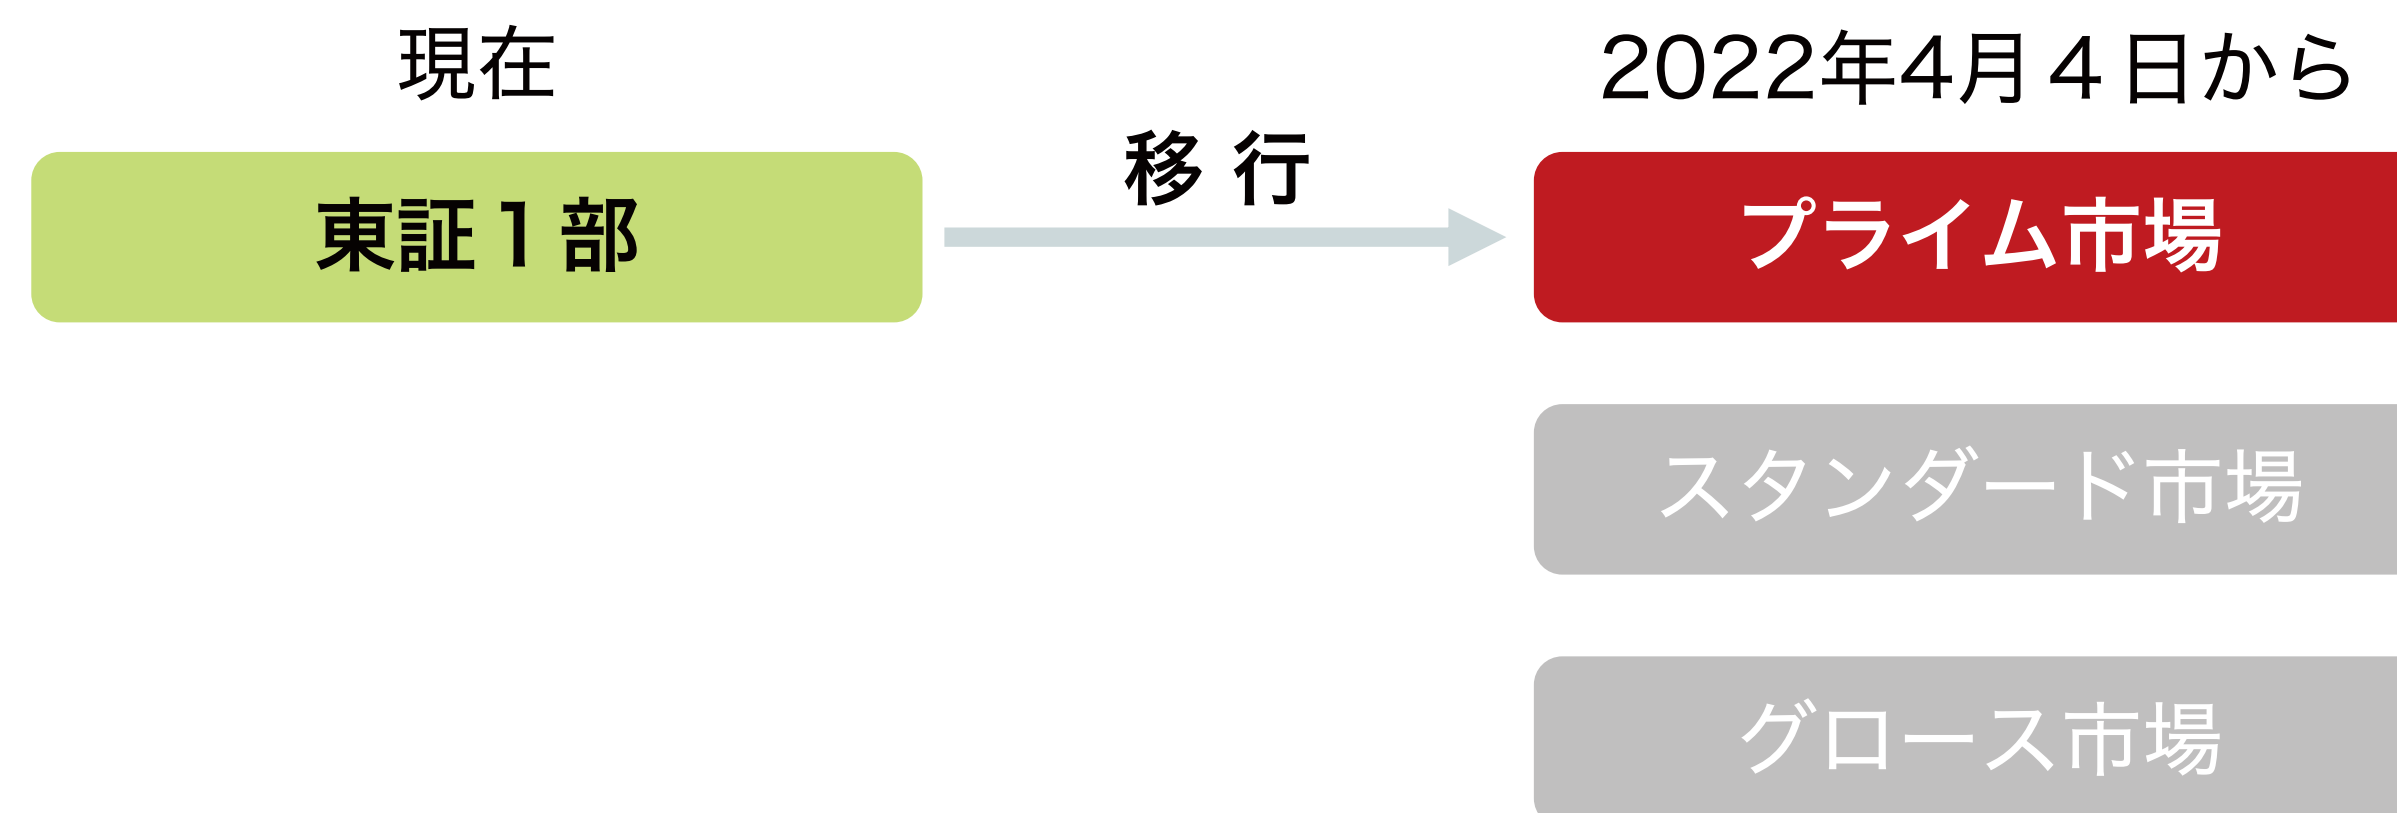 現在
2022年4月４日から
移 行
東証１部
プライム市場
スタンダード市場
グロース市場